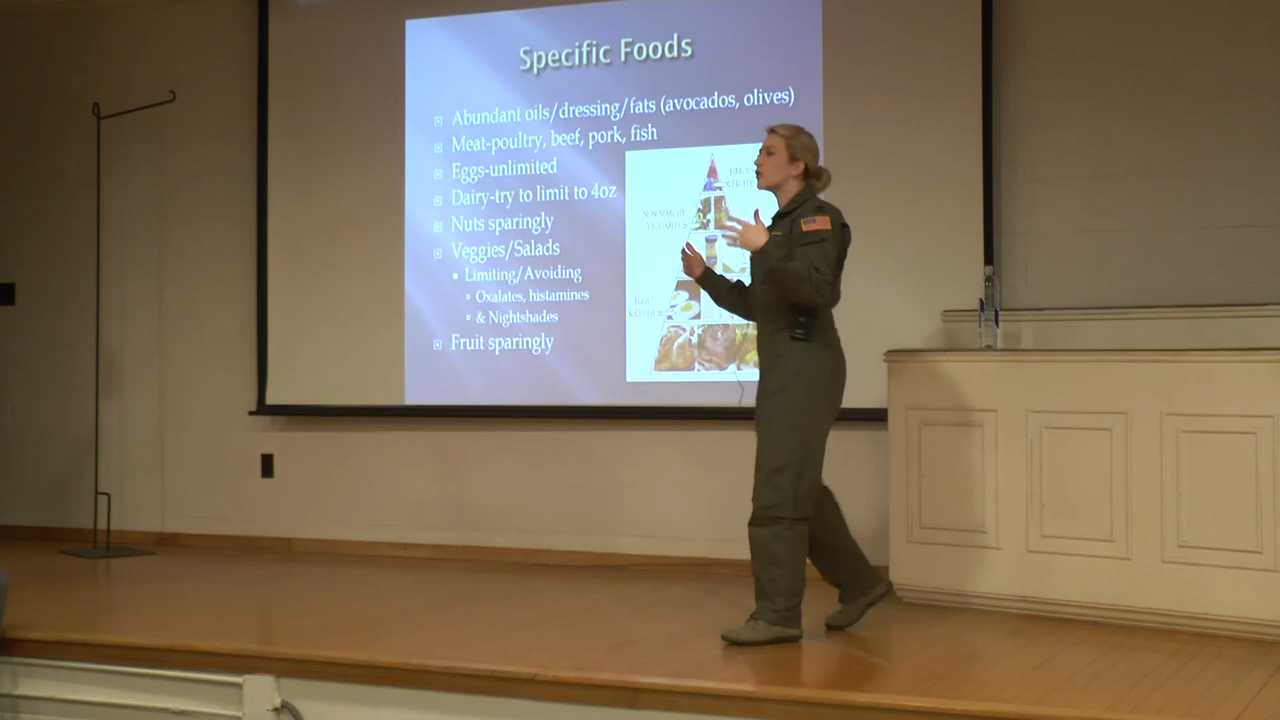 Specific Foods
Abundant oils/dressing/fats (avocados, olives)
Meat-poultry, beef, pork, fish
Eggs-unlimited
Dairy-try to limit to 4oz
Nuts sparingly
Veggies/Salads
Limiting/Avoiding
Oxalates, histamines
& Nightshades
Fruit sparingly